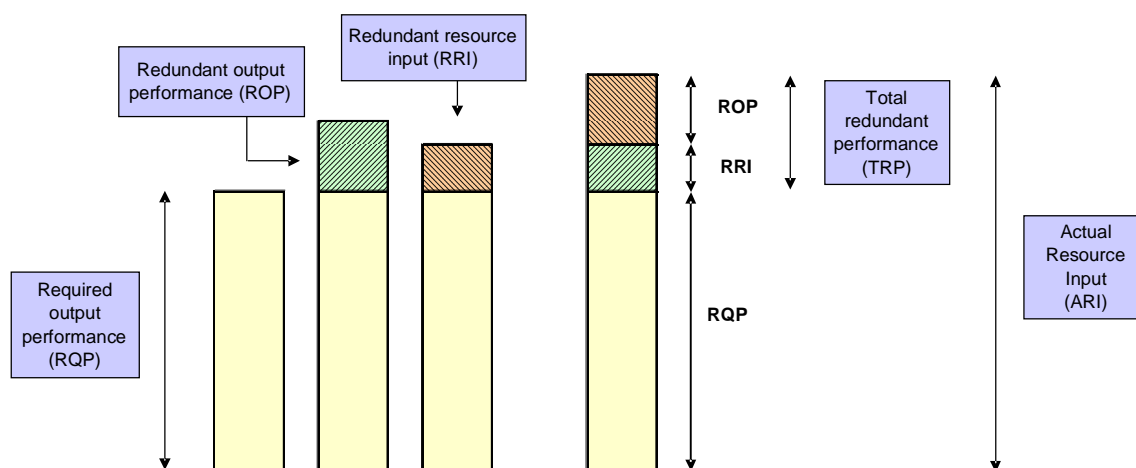 Redundant output
performance (ROP)
Redundant resource
input (RRI)
Required
output
performance
(RQP)
ROP
RRI
RQP
Total
redundant
performance
(TRP)
Actual
Resource
Input
(ARI)